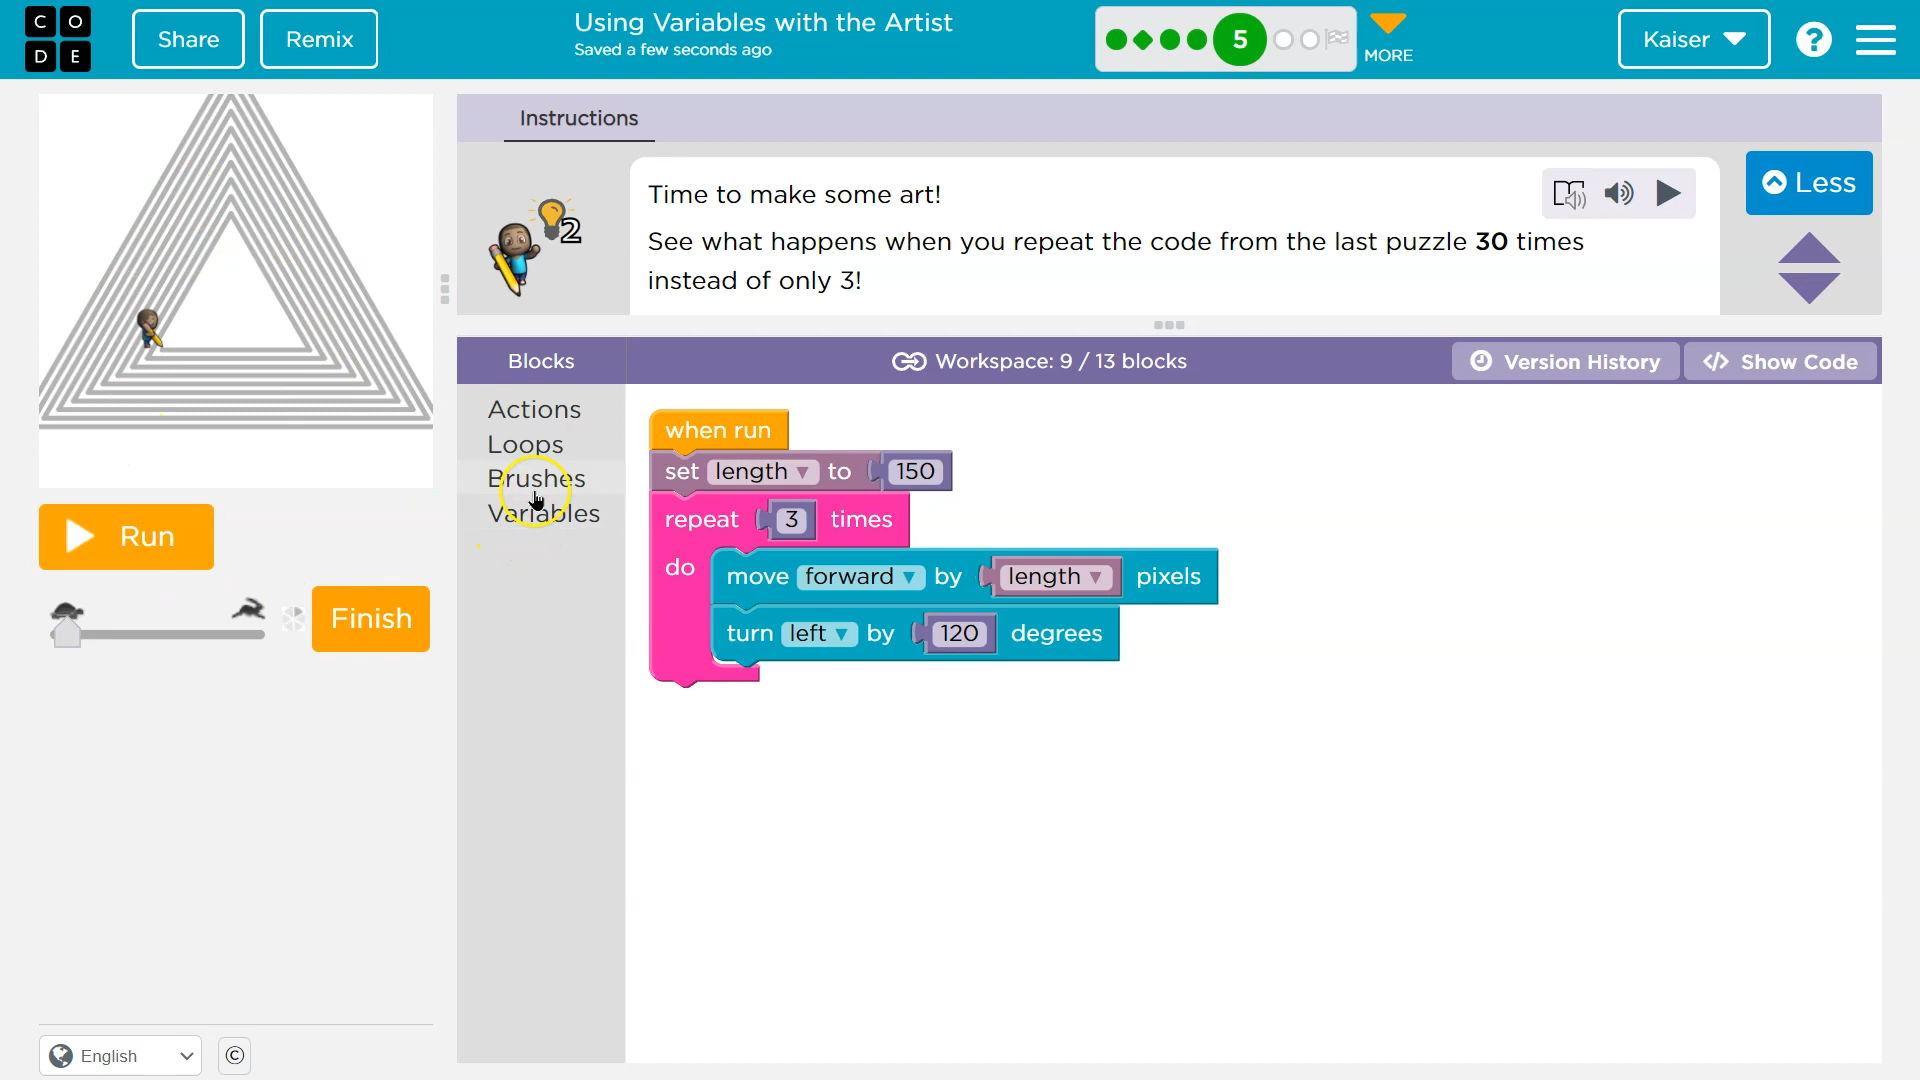 C O
D E
Share
Remix
Using Variables with the Artist
Saved a few seconds ago
5
MORE
Kaiser
?
Instructions
2
Time to make some art!
See what happens when you repeat the code from the last puzzle 30 times
instead of only 3!
Less
Blocks
Workspace: 9 / 13 blocks
Version History
</> Show Code
Actions
Loops
Brushes
Variables
when run
set length to 150
repeat 3 times
do
move forward by length pixels
turn left by 120 degrees
Run
Finish
English
©